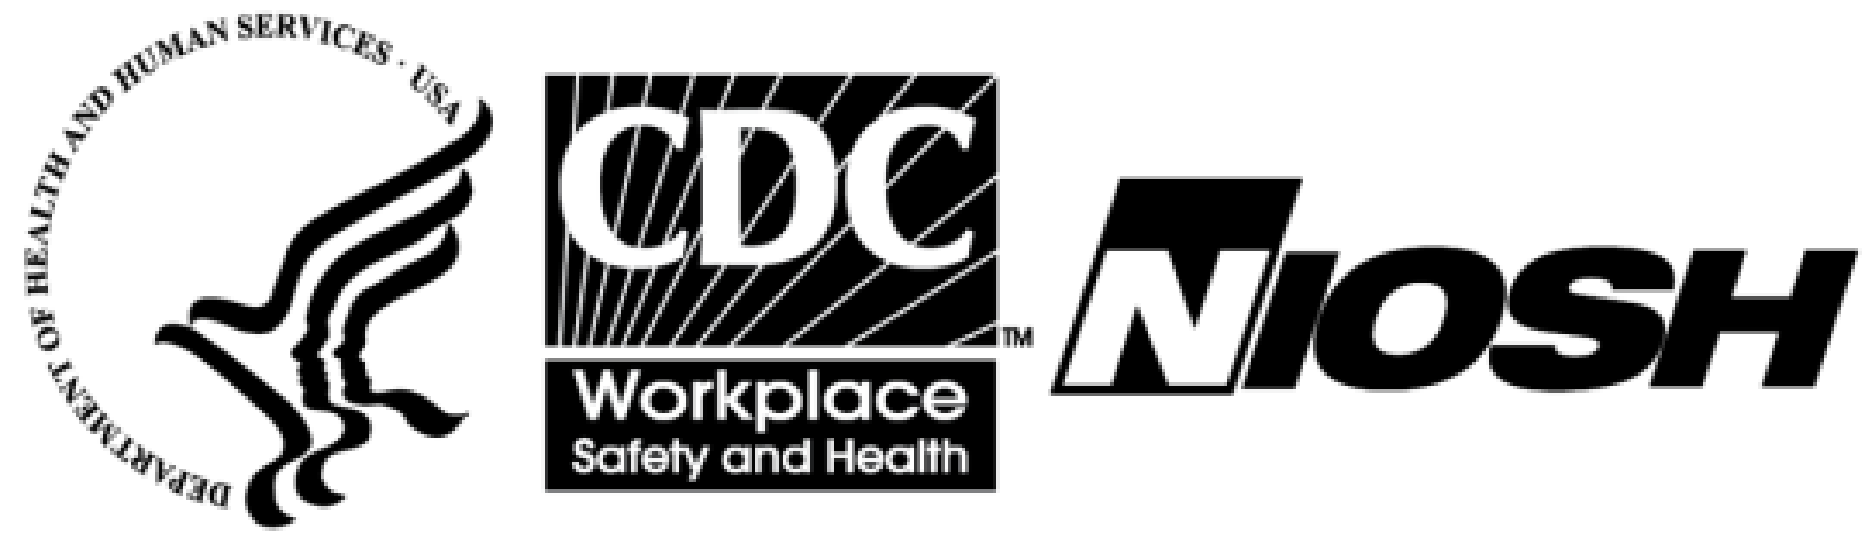 DEPARTMENT OF HEALTH AND HUMAN SERVICES · USA
CDC
TM
Workplace
Safety and Health
NIOSH